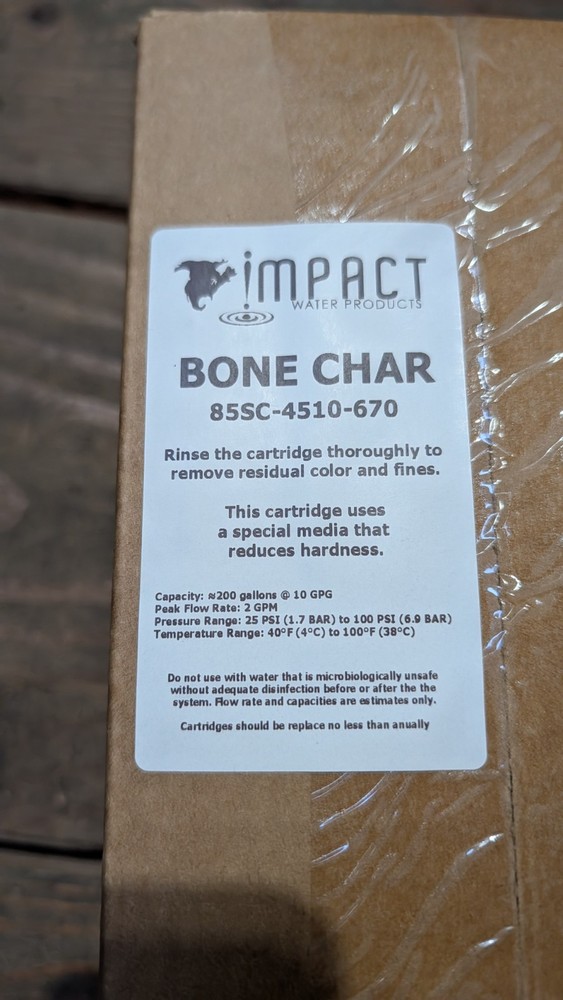 impact
WATER PRODUCTS
BONE CHAR
85SC-4510-670
Rinse the cartridge thoroughly to
remove residual color and fines.
This cartridge uses
a special media that
reduces hardness.
Capacity: ≈200 gallons @ 10 GPG
Peak Flow Rate: 2 GPM
Pressure Range: 25 PSI (1.7 BAR) to 100 PSI (6.9 BAR)
Temperature Range: 40°F (4°C) to 100°F (38°C)
Do not use with water that is microbiologically unsafe
without adequate disinfection before or after the the
system. Flow rate and capacities are estimates only.
Cartridges should be replace no less than anually